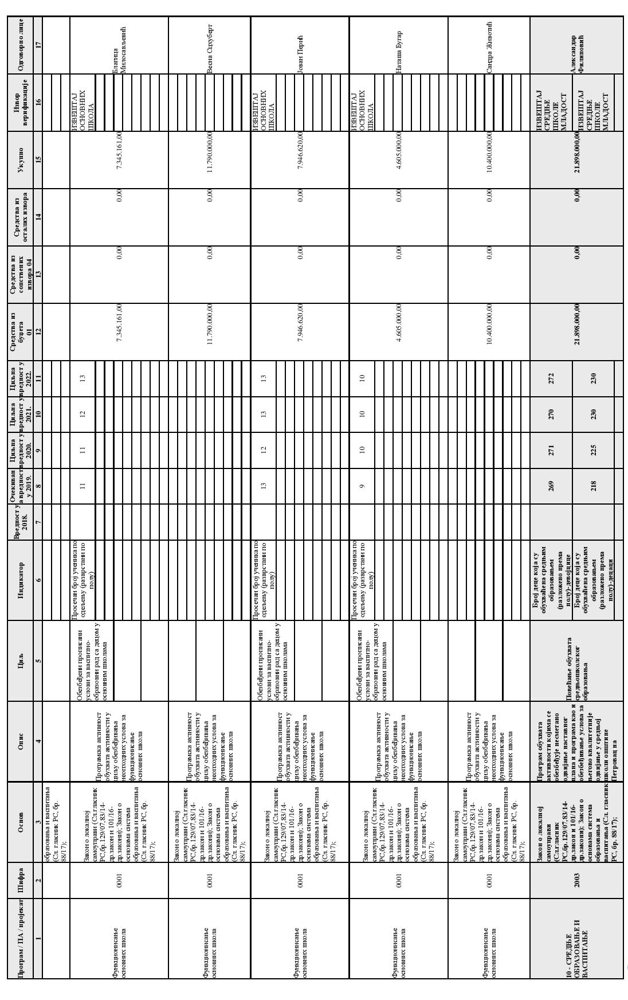 Програм / ПА / пројекат
Шифра
Основ
Опис
Циљ
Индикатор
Вредност у
2018.
Очекиван
а вредност
у 2019.
Циљна
вредност у
2020.
Циљна
вредност у
2021.
Циљна
вредност у
2022.
Средства из
буџета
01
Средства из
сопствених
извора 04
Средства из
осталих извора
Укупно
Извор
верификације
Одговорно лице
1
2
3
4
5
6
7
8
9
10
11
12
13
14
15
16
17
образовања и васпитања
(Сл. гласник РС, бр.
88/17);
Функционисање
основних школа
0001
Закон о локалној
самоуправи (Сл.гласник
РС,бр.129/07,83/14-
др.закон и 101/16-
др.закони); Закон о
основама система
образовања и васпитања
(Сл. гласник РС, бр.
88/17);
Програмска активност
обухвата активности у
циљу обезбеђивања
неопходних услова за
функционисање
основних школа
Обезбеђени прописани
услови за васпитно-
образовни рад са децом у
основним школама
Просечан број ученика по
одељењу (разврстани по
полу)
11
11
12
13
7.345.161,00
0,00
0,00
7.345.161,00
ИЗВЕШТАЈ
ОСНОВНИХ
ШКОЛА
Благица
Милосављевић
Функционисање
основних школа
0001
Закон о локалној
самоуправи (Сл.гласник
РС,бр.129/07,83/14-
др.закон и 101/16-
др.закони); Закон о
основама система
образовања и васпитања
(Сл. гласник РС, бр.
88/17);
Програмска активност
обухвата активности у
циљу обезбеђивања
неопходних услова за
функционисање
основних школа
11.790.000,00
0,00
0,00
11.790.000,00
Весна Сцхуберт
Функционисање
основних школа
0001
Закон о локалној
самоуправи (Сл.гласник
РС,бр.129/07,83/14-
др.закон и 101/16-
др.закони); Закон о
основама система
образовања и васпитања
(Сл. гласник РС, бр.
88/17);
Програмска активност
обухвата активности у
циљу обезбеђивања
неопходних услова за
функционисање
основних школа
Обезбеђени прописани
услови за васпитно-
образовни рад са децом у
основним школама
Просечан број ученика по
одељењу (разврстани по
полу)
13
12
13
13
7.946.620,00
0,00
0,00
7.946.620,00
ИЗВЕШТАЈ
ОСНОВНИХ
ШКОЛА
Јован Перић
Функционисање
основних школа
0001
Закон о локалној
самоуправи (Сл.гласник
РС,бр.129/07,83/14-
др.закон и 101/16-
др.закони); Закон о
основама система
образовања и васпитања
(Сл. гласник РС, бр.
88/17);
Програмска активност
обухвата активности у
циљу обезбеђивања
неопходних услова за
функционисање
основних школа
Обезбеђени прописани
услови за васпитно-
образовни рад са децом у
основним школама
Просечан број ученика по
одељењу (разврстани по
полу)
9
10
10
10
4.605.000,00
0,00
0,00
4.605.000,00
ИЗВЕШТАЈ
ОСНОВНИХ
ШКОЛА
Наташа Бугар
Функционисање
основних школа
0001
Закон о локалној
самоуправи (Сл.гласник
РС,бр.129/07,83/14-
др.закон и 101/16-
др.закони); Закон о
основама система
образовања и васпитања
(Сл. гласник РС, бр.
88/17);
Програмска активност
обухвата активности у
циљу обезбеђивања
неопходних услова за
функционисање
основних школа
10.400.000,00
0,00
0,00
10.400.000,00
Сандра Животић
10 - СРЕДЊЕ
ОБРАЗОВАЊЕ И
ВАСПИТАЊЕ
2003
Закон о локалној
самоуправи
(Сл.гласник
РС,бр.129/07,83/14-
др.закон и 101/16-
др.закони); Закон о
основама система
образовања и
васпитања (Сл. гласник
РС, бр. 88/17);
Програм обухвата
активности којима се
обезбеђује несметано
одвијање наставног
плана и програма као и
обезбеђивање услова за
његово квалитетније
одвијање у средњој
школи општине
Петровац на
Повећање обухвата
средњошколског
образовања
Број деце која су
обухваћена средњим
образовањем
(разложено према
полу)-девојчице
269
271
270
272
Број деце која су
обухваћена средњим
образовањем
(разложено према
полу)-дечаци
218
225
230
230
21.898.000,00
0,00
0,00
21.898.000,00
ИЗВЕШТАЈ
СРЕДЊЕ
ШКОЛЕ
МЛАДОСТ
ИЗВЕШТАЈ
СРЕДЊЕ
ШКОЛЕ
МЛАДОСТ
Александар
Филиповић